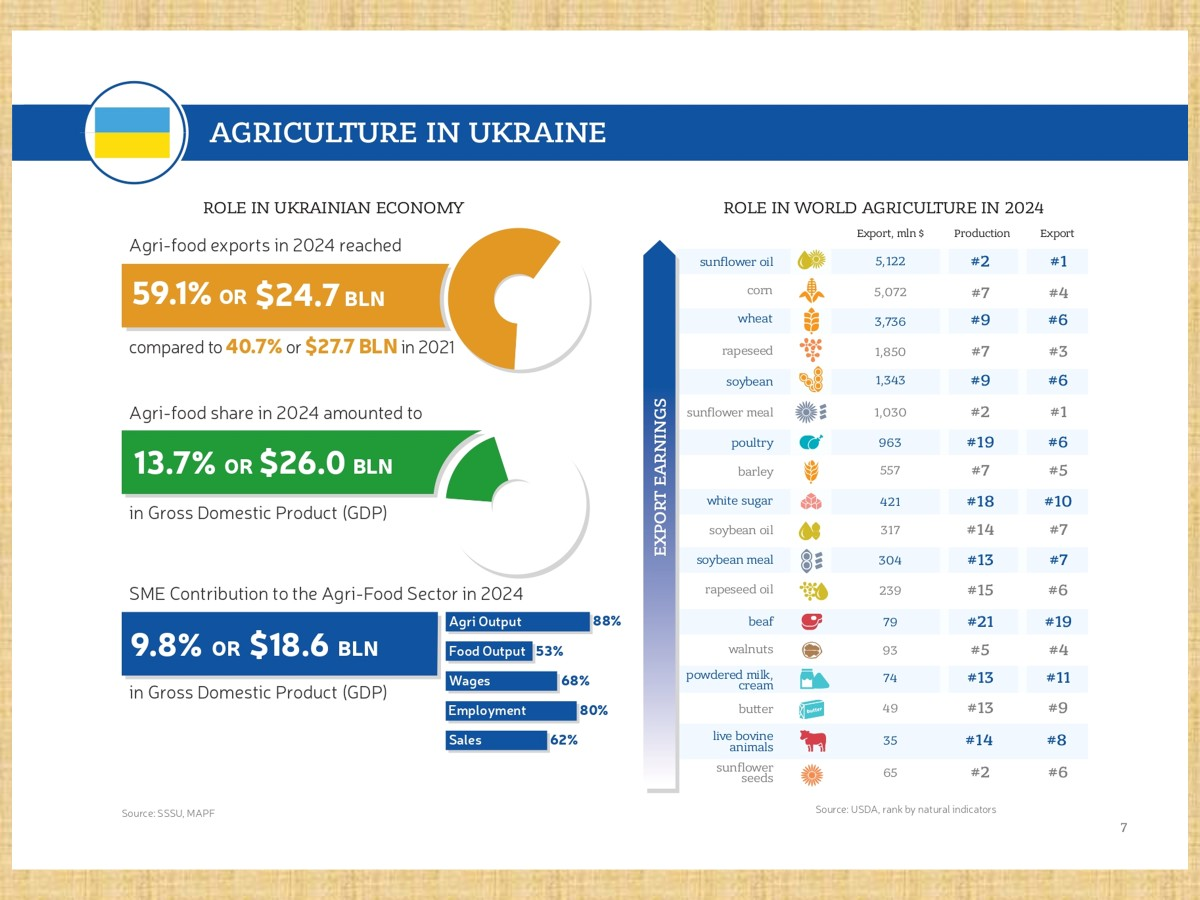 AGRICULTURE IN UKRAINE
ROLE IN UKRAINIAN ECONOMY
Agri-food exports in 2024 reached
59.1% OR $24.7 BLN
compared to 40.7% or $27.7 BLN in 2021
Agri-food share in 2024 amounted to
13.7% OR $26.0 BLN
in Gross Domestic Product (GDP)
SME Contribution to the Agri-Food Sector in 2024
9.8% OR $18.6 BLN
in Gross Domestic Product (GDP)
Agri Output 88%
Food Output 53%
Wages 68%
Employment 80%
Sales 62%
Source: SSSU, MAPF
ROLE IN WORLD AGRICULTURE IN 2024
Export, mln $ Production Export
EXPORT EARNINGS
sunflower oil 5,122 #2 #1
corn 5,072 #7 #4
wheat 3,736 #9 #6
rapeseed 1,850 #7 #3
soybean 1,343 #9 #6
sunflower meal 1,030 #2 #1
poultry 963 #19 #6
barley 557 #7 #5
white sugar 421 #18 #10
soybean oil 317 #14 #7
soybean meal 304 #13 #7
rapeseed oil 239 #15 #6
beaf 79 #21 #19
walnuts 93 #5 #4
powdered milk,
cream 74 #13 #11
butter butter 49 #13 #9
live bovine
animals 35 #14 #8
sunflower
seeds 65 #2 #6
Source: USDA, rank by natural indicators
7